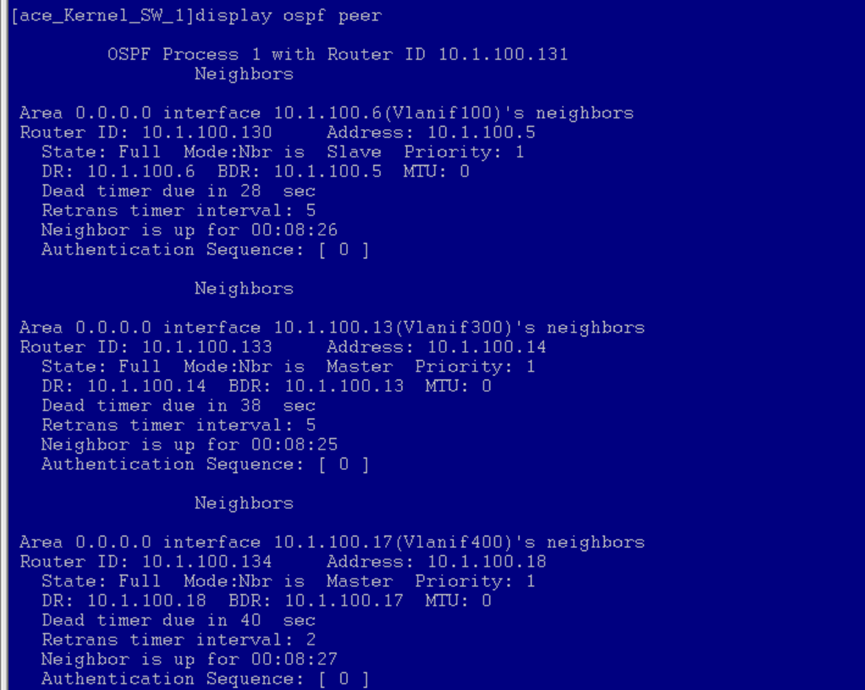 [ace_Kernel_SW_1]display ospf peer
OSPF Process 1 with Router ID 10.1.100.131
Neighbors
Area 0.0.0.0 interface 10.1.100.6(Vlanif100)'s neighbors
Router ID: 10.1.100.130 Address: 10.1.100.5
State: Full Mode:Nbr is Slave Priority: 1
DR: 10.1.100.6 BDR: 10.1.100.5 MTU: 0
Dead timer due in 28 sec
Retrans timer interval: 5
Neighbor is up for 00:08:26
Authentication Sequence: [ 0 ]
Neighbors
Area 0.0.0.0 interface 10.1.100.13(Vlanif300)'s neighbors
Router ID: 10.1.100.133 Address: 10.1.100.14
State: Full Mode:Nbr is Master Priority: 1
DR: 10.1.100.14 BDR: 10.1.100.13 MTU: 0
Dead timer due in 38 sec
Retrans timer interval: 5
Neighbor is up for 00:08:25
Authentication Sequence: [ 0 ]
Neighbors
Area 0.0.0.0 interface 10.1.100.17(Vlanif400)'s neighbors
Router ID: 10.1.100.134 Address: 10.1.100.18
State: Full Mode:Nbr is Master Priority: 1
DR: 10.1.100.18 BDR: 10.1.100.17 MTU: 0
Dead timer due in 40 sec
Retrans timer interval: 2
Neighbor is up for 00:08:27
Authentication Sequence: [ 0 ]